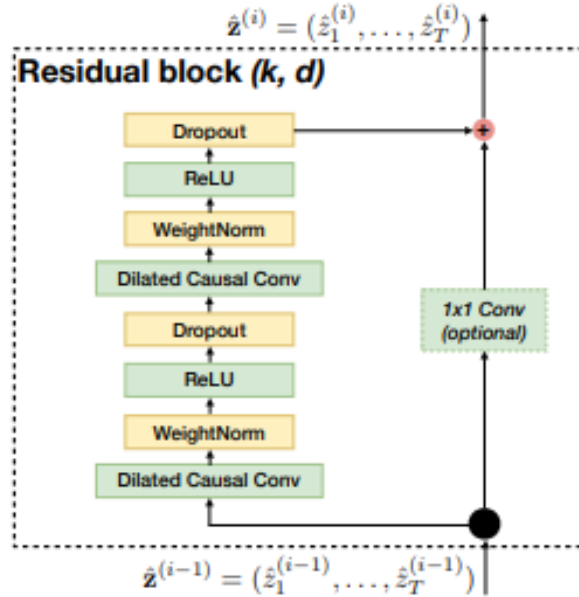 ẑ^(i) = (ẑ_1^(i), . . . , ẑ_T^(i))
Residual block (k, d)
Dropout
+
ReLU
WeightNorm
Dilated Causal Conv
1x1 Conv
(optional)
Dropout
ReLU
WeightNorm
Dilated Causal Conv
ẑ^(i−1) = (ẑ_1^(i−1), . . . , ẑ_T^(i−1))